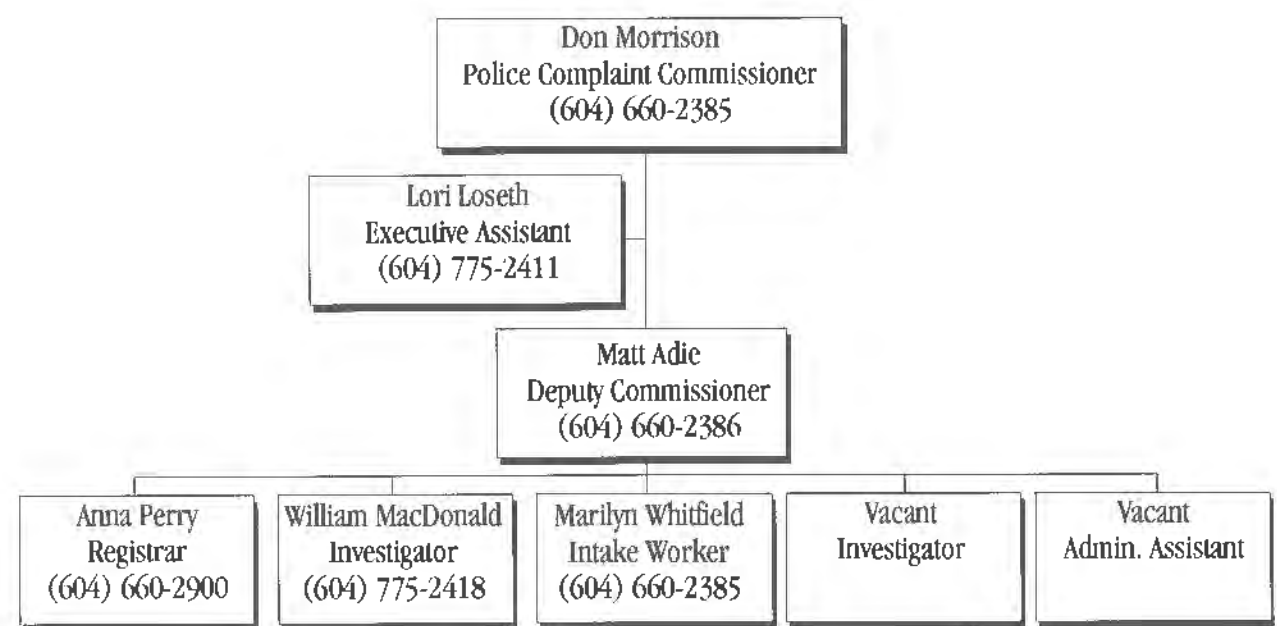 Don Morrison
Police Complaint Commissioner
(604) 660-2385
Lori Loseth
Executive Assistant
(604) 775-2411
Matt Adie
Deputy Commissioner
(604) 660-2386
Anna Perry
Registrar
(604) 660-2900
William MacDonald
Investigator
(604) 775-2418
Marilyn Whitfield
Intake Worker
(604) 660-2385
Vacant
Investigator
Vacant
Admin. Assistant